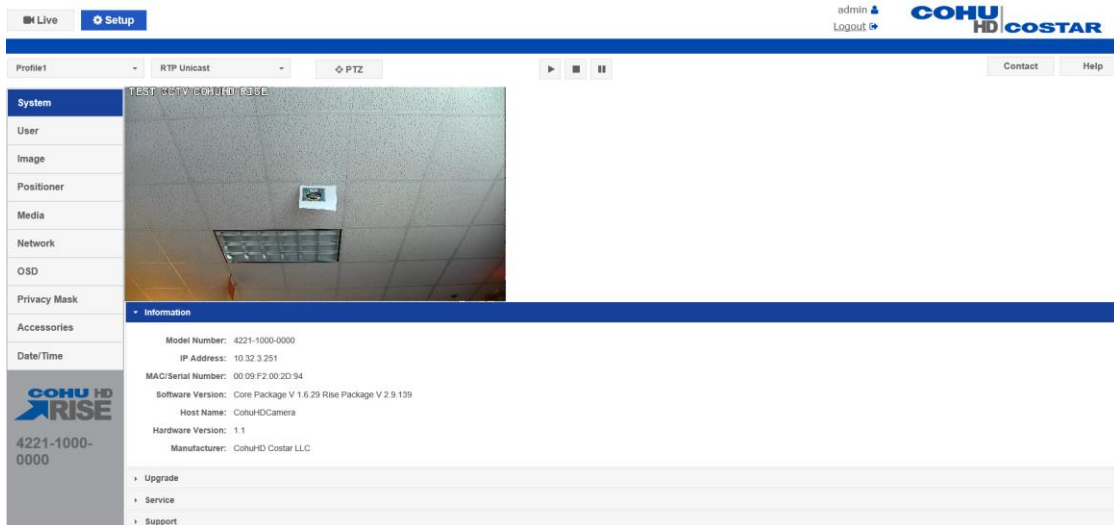 Live
Setup
admin
Logout
COHU
HD COSTAR
Profile1
RTP Unicast
PTZ
Contact
Help
System
User
Image
Positioner
Media
Network
OSD
Privacy Mask
Accessories
Date/Time
COHU HD
RISE
4221-1000-
0000
TEST CCTV COHUHD RISE
Information
Model Number: 4221-1000-0000
IP Address: 10.32.3.251
MAC/Serial Number: 00:09:F2:00:2D:94
Software Version: Core Package V 1.6.29 Rise Package V 2.9.139
Host Name: CohuHDCamera
Hardware Version: 1.1
Manufacturer: CohuHD Costar LLC
Upgrade
Service
Support